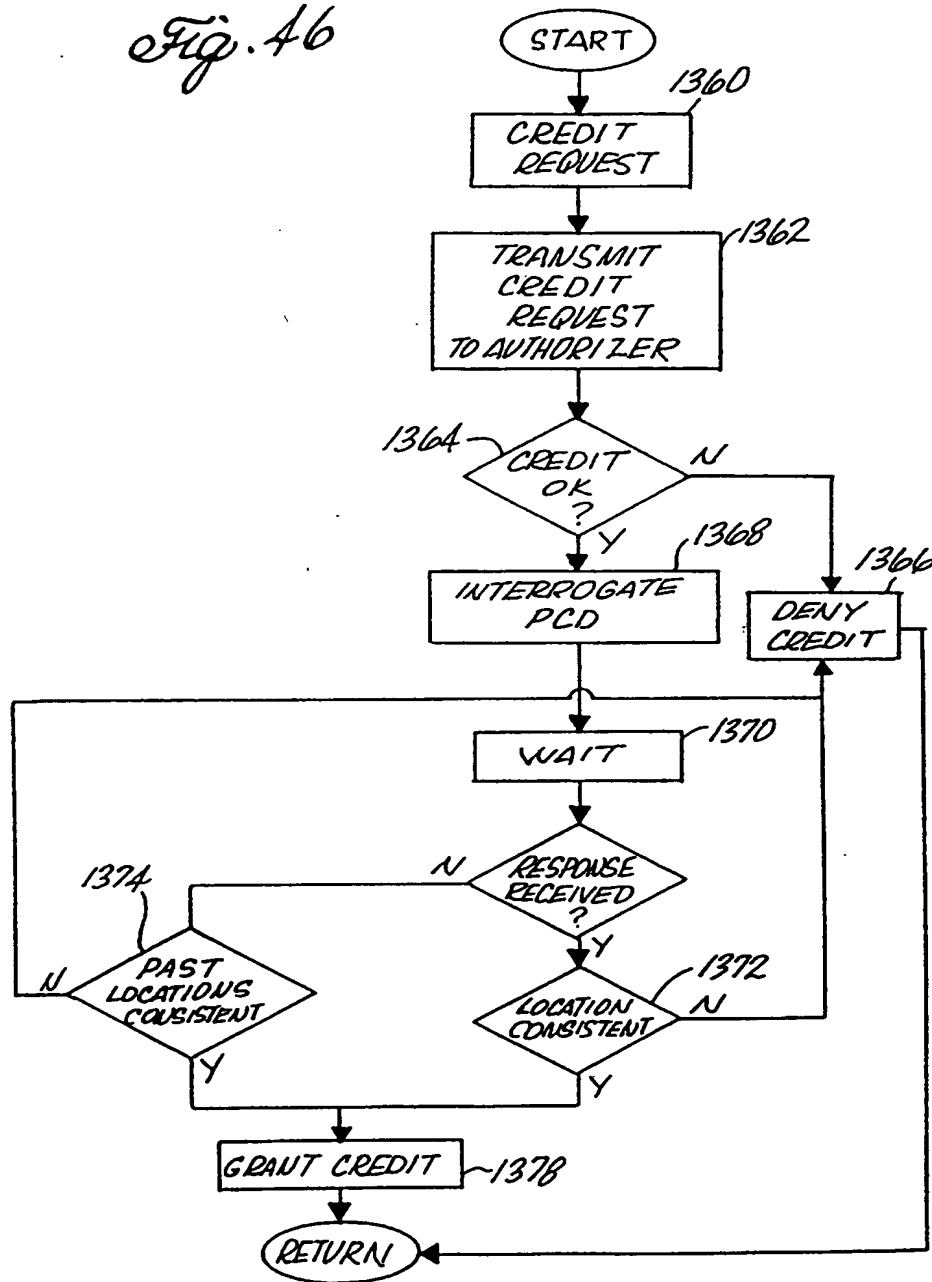 Fig. 46
START
1360
CREDIT
REQUEST
1362
TRANSMIT
CREDIT
REQUEST
TO AUTHORIZER
1364
CREDIT
OK
?
N
Y
1368
INTERROGATE
PCD
1366
DENY
CREDIT
1370
WAIT
RESPONSE
RECEIVED
?
N
Y
1374
PAST
LOCATIONS
CONSISTENT
N
Y
1372
LOCATION
CONSISTENT
N
Y
GRANT CREDIT
1378
RETURN